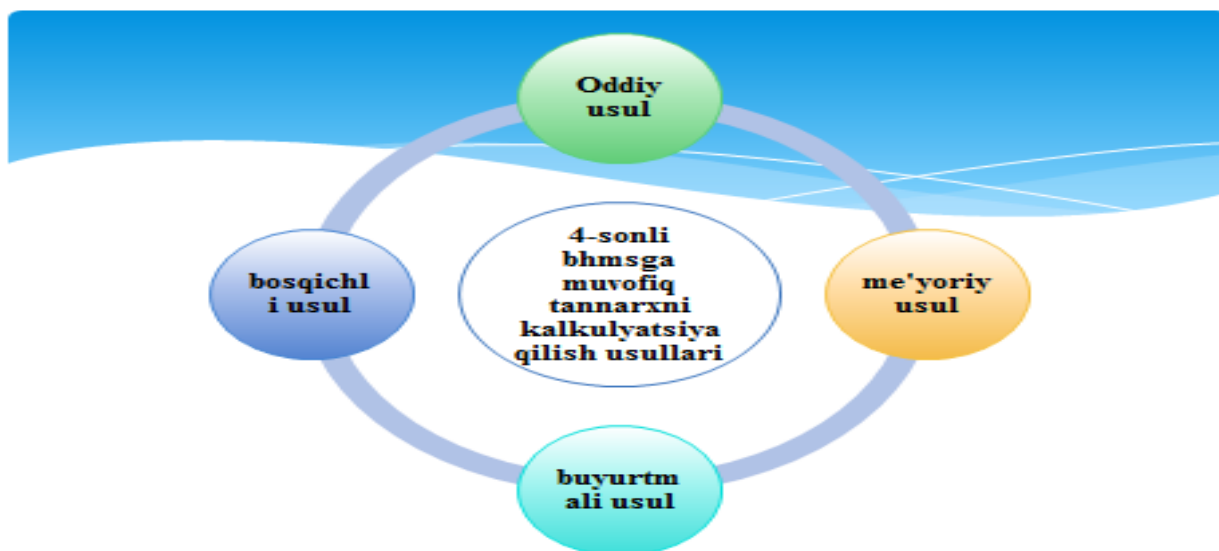 Oddiy
usul
4-sonli
bhmsga
muvofiq
tannarxni
kalkulyatsiya
qilish usullari
bosqichl
i usul
me'yoriy
usul
buyurtm
ali usul